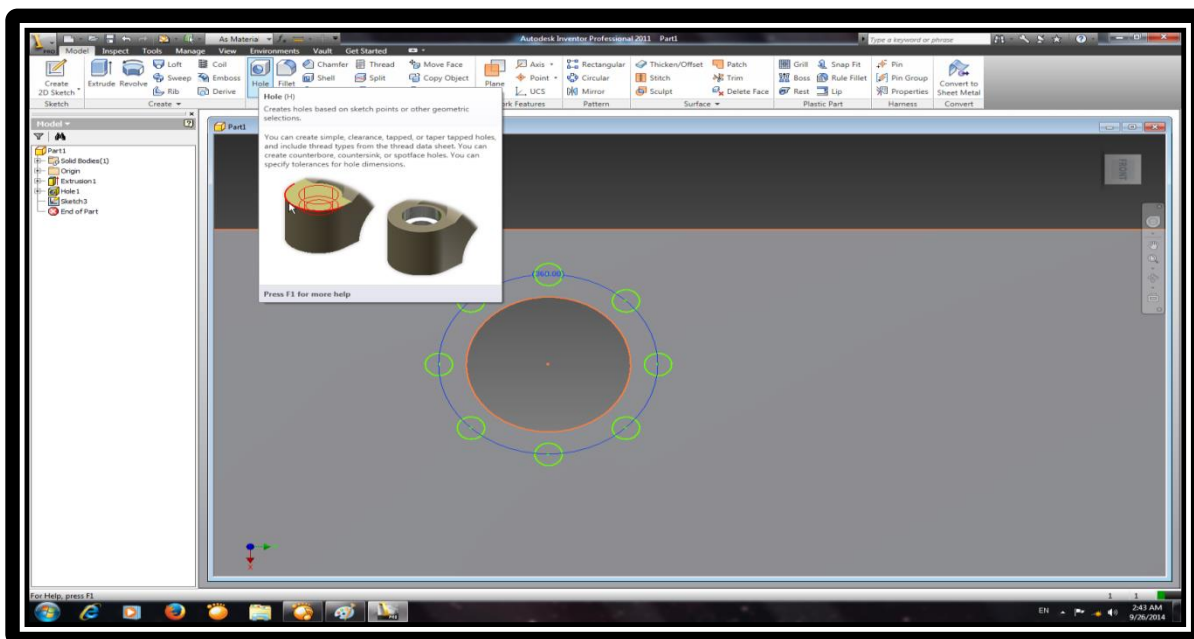 As Material
Autodesk Inventor Professional 2011 Part1
Type a keyword or phrase
PRO
Model Inspect Tools Manage View Environments Vault Get Started
Create 2D Sketch
Extrude
Revolve
Loft
Sweep
Rib
Coil
Emboss
Derive
Hole
Fillet
Chamfer
Shell
Thread
Split
Move Face
Copy Object
Plane
Axis
Point
UCS
Rectangular
Circular
Mirror
Thicken/Offset
Stitch
Sculpt
Patch
Trim
Delete Face
Grill
Boss
Rest
Snap Fit
Rule Fillet
Lip
Pin
Pin Group
Properties
Convert to Sheet Metal
Sketch
Create
rk Features
Pattern
Surface
Plastic Part
Harness
Convert
Hole (H)
Creates holes based on sketch points or other geometric
selections.
You can create simple, clearance, tapped, or taper tapped holes,
and include thread types from the thread data sheet. You can
create counterbore, countersink, or spotface holes. You can
specify tolerances for hole dimensions.
Press F1 for more help
Model
Part1
Solid Bodies(1)
Origin
Extrusion1
Hole1
Sketch3
End of Part
Part1
FRONT
(360.00)
X
For Help, press F1
1 1
EN
2:43 AM
9/26/2014